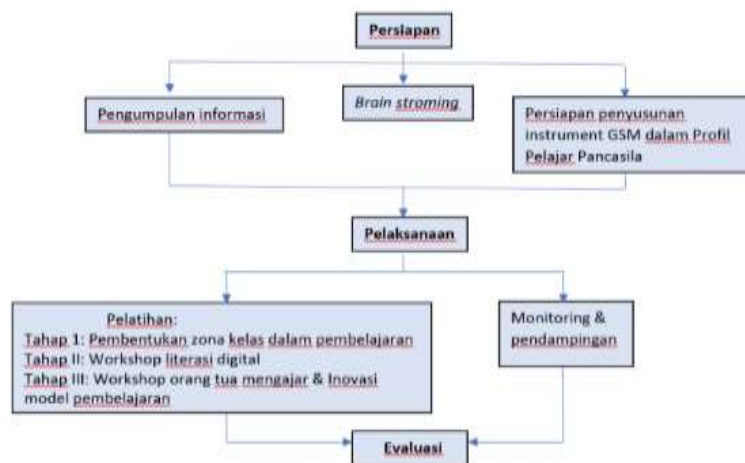 Persiapan
Pengumpulan informasi
Brain stroming
Persiapan penyusunan
instrument GSM dalam Profil
Pelajar Pancasila
Pelaksanaan
Pelatihan:
Tahap 1: Pembentukan zona kelas dalam pembelajaran
Tahap II: Workshop literasi digital
Tahap III: Workshop orang tua mengajar & Inovasi
model pembelajaran
Monitoring &
pendampingan
Evaluasi